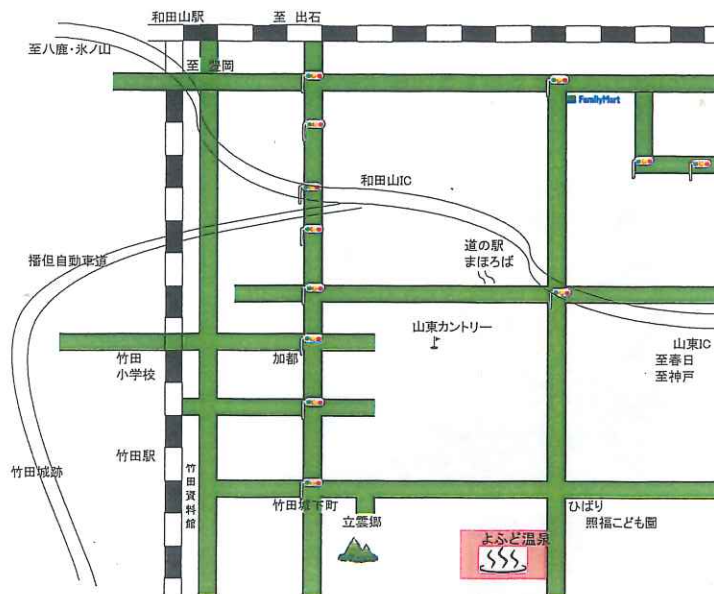 和田山駅
至 出石
至八鹿・氷ノ山
至 豊岡
FamilyMart
和田山IC
播但自動車道
道の駅
まほろば
山東カントリー
山東IC
至春日
至神戸
竹田
小学校
加都
竹田駅
竹田城跡
竹田資料館
竹田城下町
立雲郷
ひばり
照福こども園
よふど温泉